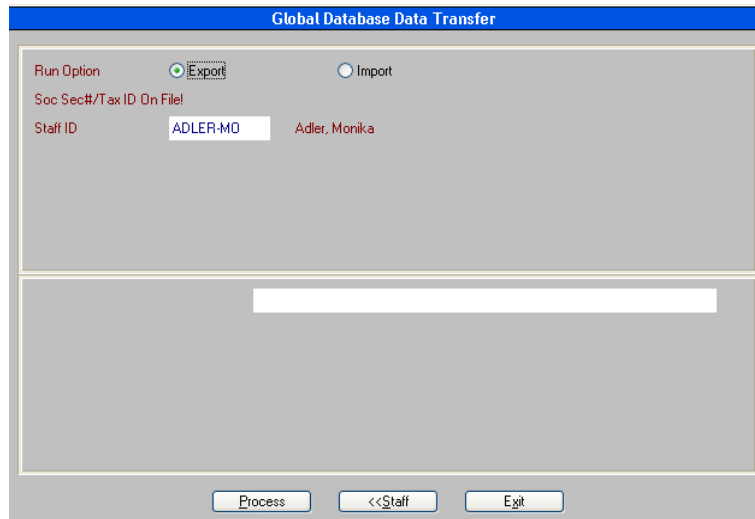 Global Database Data Transfer
Run Option Export Import
Soc Sec#/Tax ID On File!
Staff ID ADLER-MO Adler, Monika
Process <<Staff Exit